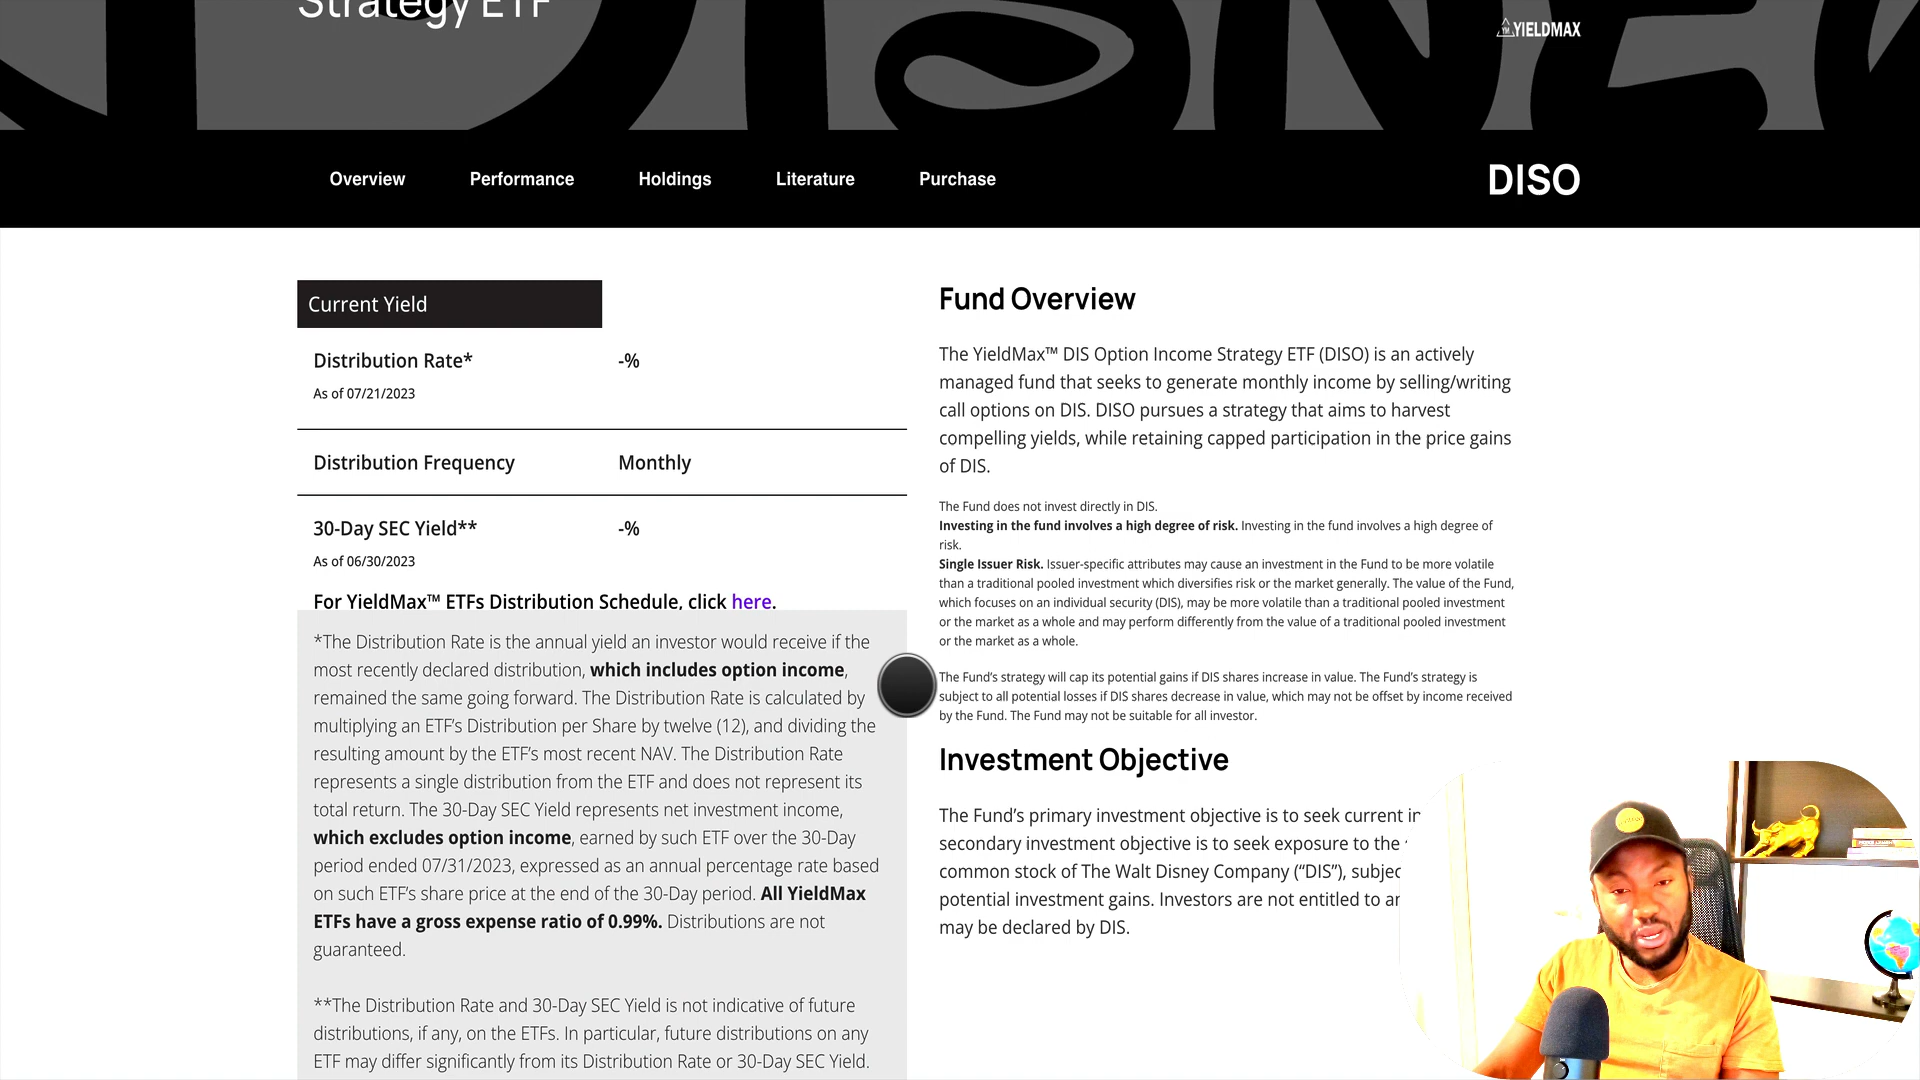 Strategy ETF
YIELDMAX
Overview
Performance
Holdings
Literature
Purchase
DISO
Current Yield
Distribution Rate*
-%
As of 07/21/2023
Distribution Frequency
Monthly
30-Day SEC Yield**
-%
As of 06/30/2023
For YieldMax™ ETFs Distribution Schedule, click here.
*The Distribution Rate is the annual yield an investor would receive if the
most recently declared distribution, which includes option income,
remained the same going forward. The Distribution Rate is calculated by
multiplying an ETF’s Distribution per Share by twelve (12), and dividing the
resulting amount by the ETF’s most recent NAV. The Distribution Rate
represents a single distribution from the ETF and does not represent its
total return. The 30-Day SEC Yield represents net investment income,
which excludes option income, earned by such ETF over the 30-Day
period ended 07/31/2023, expressed as an annual percentage rate based
on such ETF’s share price at the end of the 30-Day period. All YieldMax
ETFs have a gross expense ratio of 0.99%. Distributions are not
guaranteed.
**The Distribution Rate and 30-Day SEC Yield is not indicative of future
distributions, if any, on the ETFs. In particular, future distributions on any
ETF may differ significantly from its Distribution Rate or 30-Day SEC Yield.
Fund Overview
The YieldMax™ DIS Option Income Strategy ETF (DISO) is an actively
managed fund that seeks to generate monthly income by selling/writing
call options on DIS. DISO pursues a strategy that aims to harvest
compelling yields, while retaining capped participation in the price gains
of DIS.
The Fund does not invest directly in DIS.
Investing in the fund involves a high degree of risk. Investing in the fund involves a high degree of
risk.
Single Issuer Risk. Issuer-specific attributes may cause an investment in the Fund to be more volatile
than a traditional pooled investment which diversifies risk or the market generally. The value of the Fund,
which focuses on an individual security (DIS), may be more volatile than a traditional pooled investment
or the market as a whole and may perform differently from the value of a traditional pooled investment
or the market as a whole.
The Fund’s strategy will cap its potential gains if DIS shares increase in value. The Fund’s strategy is
subject to all potential losses if DIS shares decrease in value, which may not be offset by income received
by the Fund. The Fund may not be suitable for all investor.
Investment Objective
The Fund’s primary investment objective is to seek current
secondary investment objective is to seek exposure to the
common stock of The Walt Disney Company (“DIS”),
potential investment gains. Investors are not entitled to
may be declared by DIS.